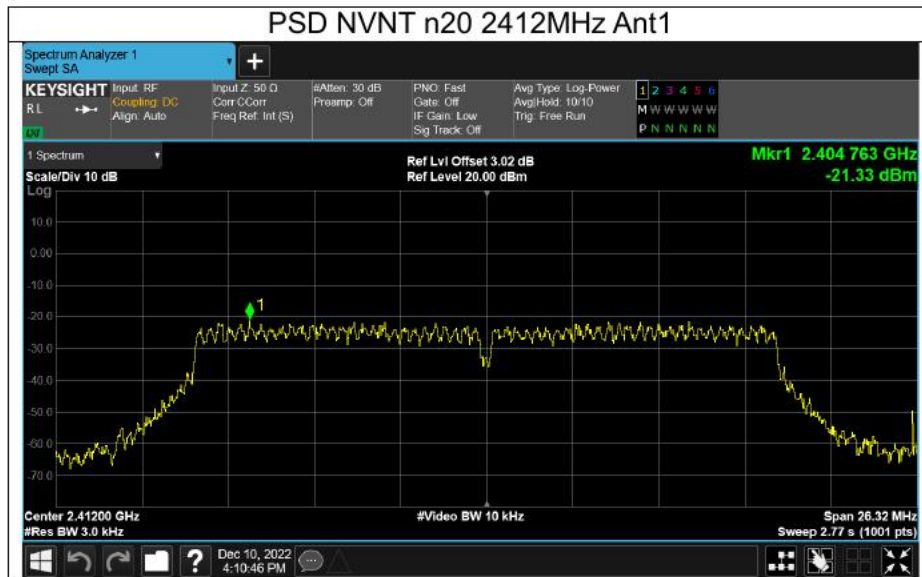 PSD NVNT n20 2412MHz Ant1
Spectrum Analyzer 1
Swept SA
+
KEYSIGHT Input: RF Input Z: 50 Ω #Atten: 30 dB PNO: Fast Avg Type: Log-Power 1 2 3 4 5 6
RL Coupling: DC Corr CCorr Preamp: Off Gate: Off Avg|Hold: 10/10 M W W W W W
Align: Auto Freq Ref: Int (S) IF Gain: Low Trig: Free Run
Sig Track: Off P N N N N N
LXI
1 Spectrum Ref Lvl Offset 3.02 dB Mkr1 2.404 763 GHz
Scale/Div 10 dB Ref Level 20.00 dBm -21.33 dBm
Log
10.0
0.00
-10.0
1
-20.0
-30.0
-40.0
-50.0
-60.0
-70.0
Center 2.41200 GHz #Video BW 10 kHz Span 26.32 MHz
#Res BW 3.0 kHz Sweep 2.77 s (1001 pts)
? Dec 10, 2022
4:10:46 PM